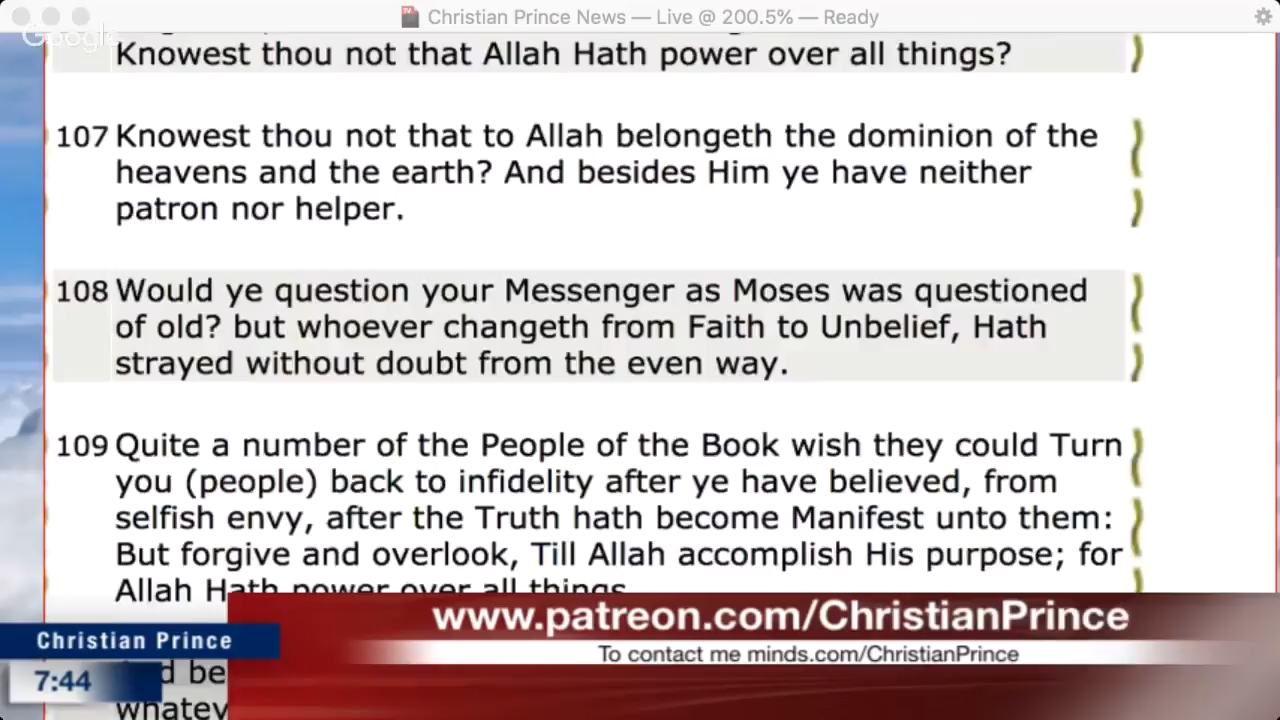 Christian Prince News — Live @ 200.5% — Ready
Google
Knowest thou not that Allah Hath power over all things?
107 Knowest thou not that to Allah belongeth the dominion of the
heavens and the earth? And besides Him ye have neither
patron nor helper.
108 Would ye question your Messenger as Moses was questioned
of old? but whoever changeth from Faith to Unbelief, Hath
strayed without doubt from the even way.
109 Quite a number of the People of the Book wish they could Turn
you (people) back to infidelity after ye have believed, from
selfish envy, after the Truth hath become Manifest unto them:
But forgive and overlook, Till Allah accomplish His purpose; for
Allah Hath power over all things.
www.patreon.com/ChristianPrince
Christian Prince
To contact me minds.com/ChristianPrince
be
7:44
whatev